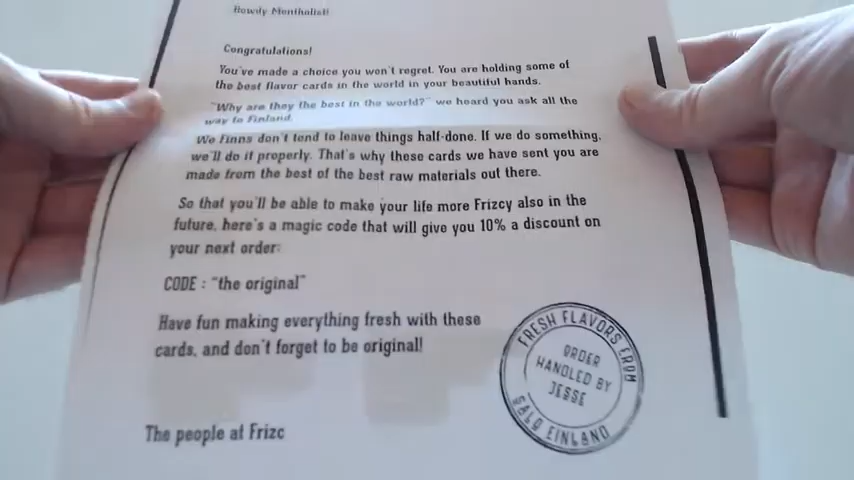 Howdy Mentholist!
Congratulations!
You've made a choice you won't regret. You are holding some of
the best flavor cards in the world in your beautiful hands.
"Why are they the best in the world?" we heard you ask all the
way to Finland.
We Finns don't tend to leave things half-done. If we do something,
we'll do it properly. That's why these cards we have sent you are
made from the best of the best raw materials out there.
So that you'll be able to make your life more Frizcy also in the
future, here's a magic code that will give you 10% a discount on
your next order:
CODE : "the original"
Have fun making everything fresh with these
cards, and don't forget to be original!
The people at Frizc
FRESH FLAVORS FROM
ORDER
HANDLED BY
JESSE
SALO FINLAND